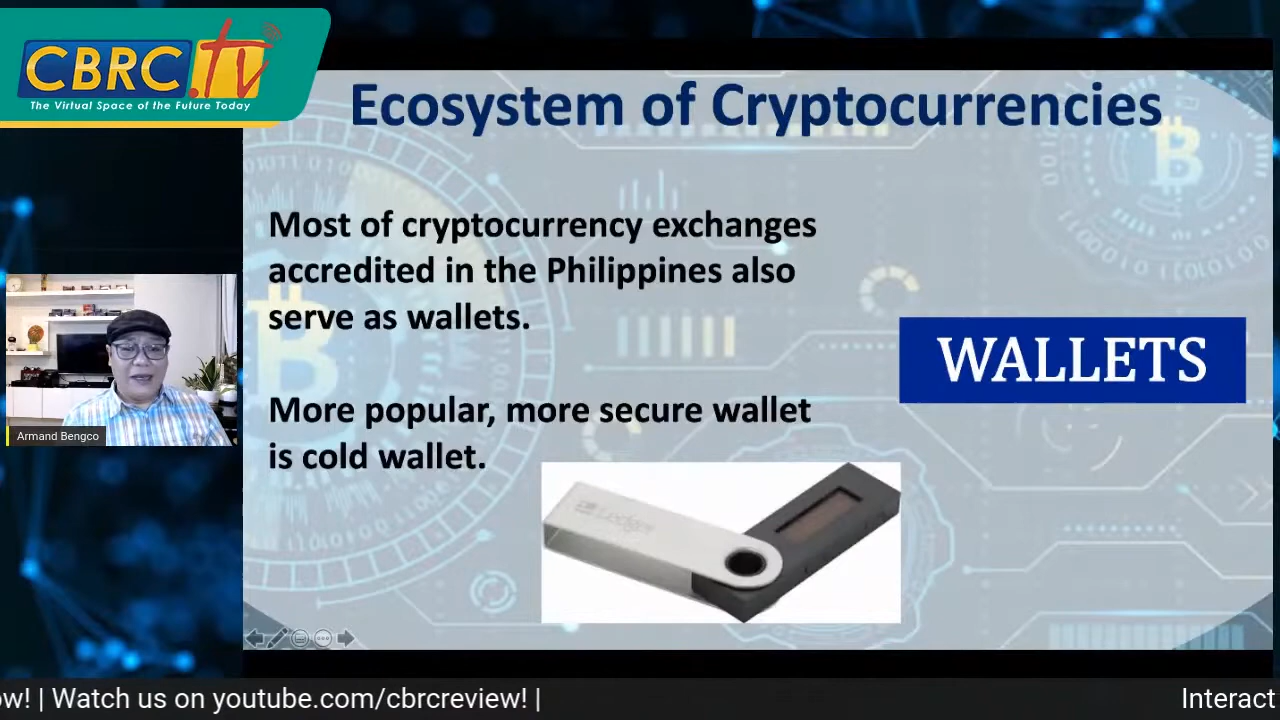 CBRC.tv
The Virtual Space of the Future Today
Ecosystem of Cryptocurrencies
Most of cryptocurrency exchanges
accredited in the Philippines also
serve as wallets.
WALLETS
More popular, more secure wallet
is cold wallet.
Ledger
Armand Bengco
ow! | Watch us on youtube.com/cbrcreview! |
Interact